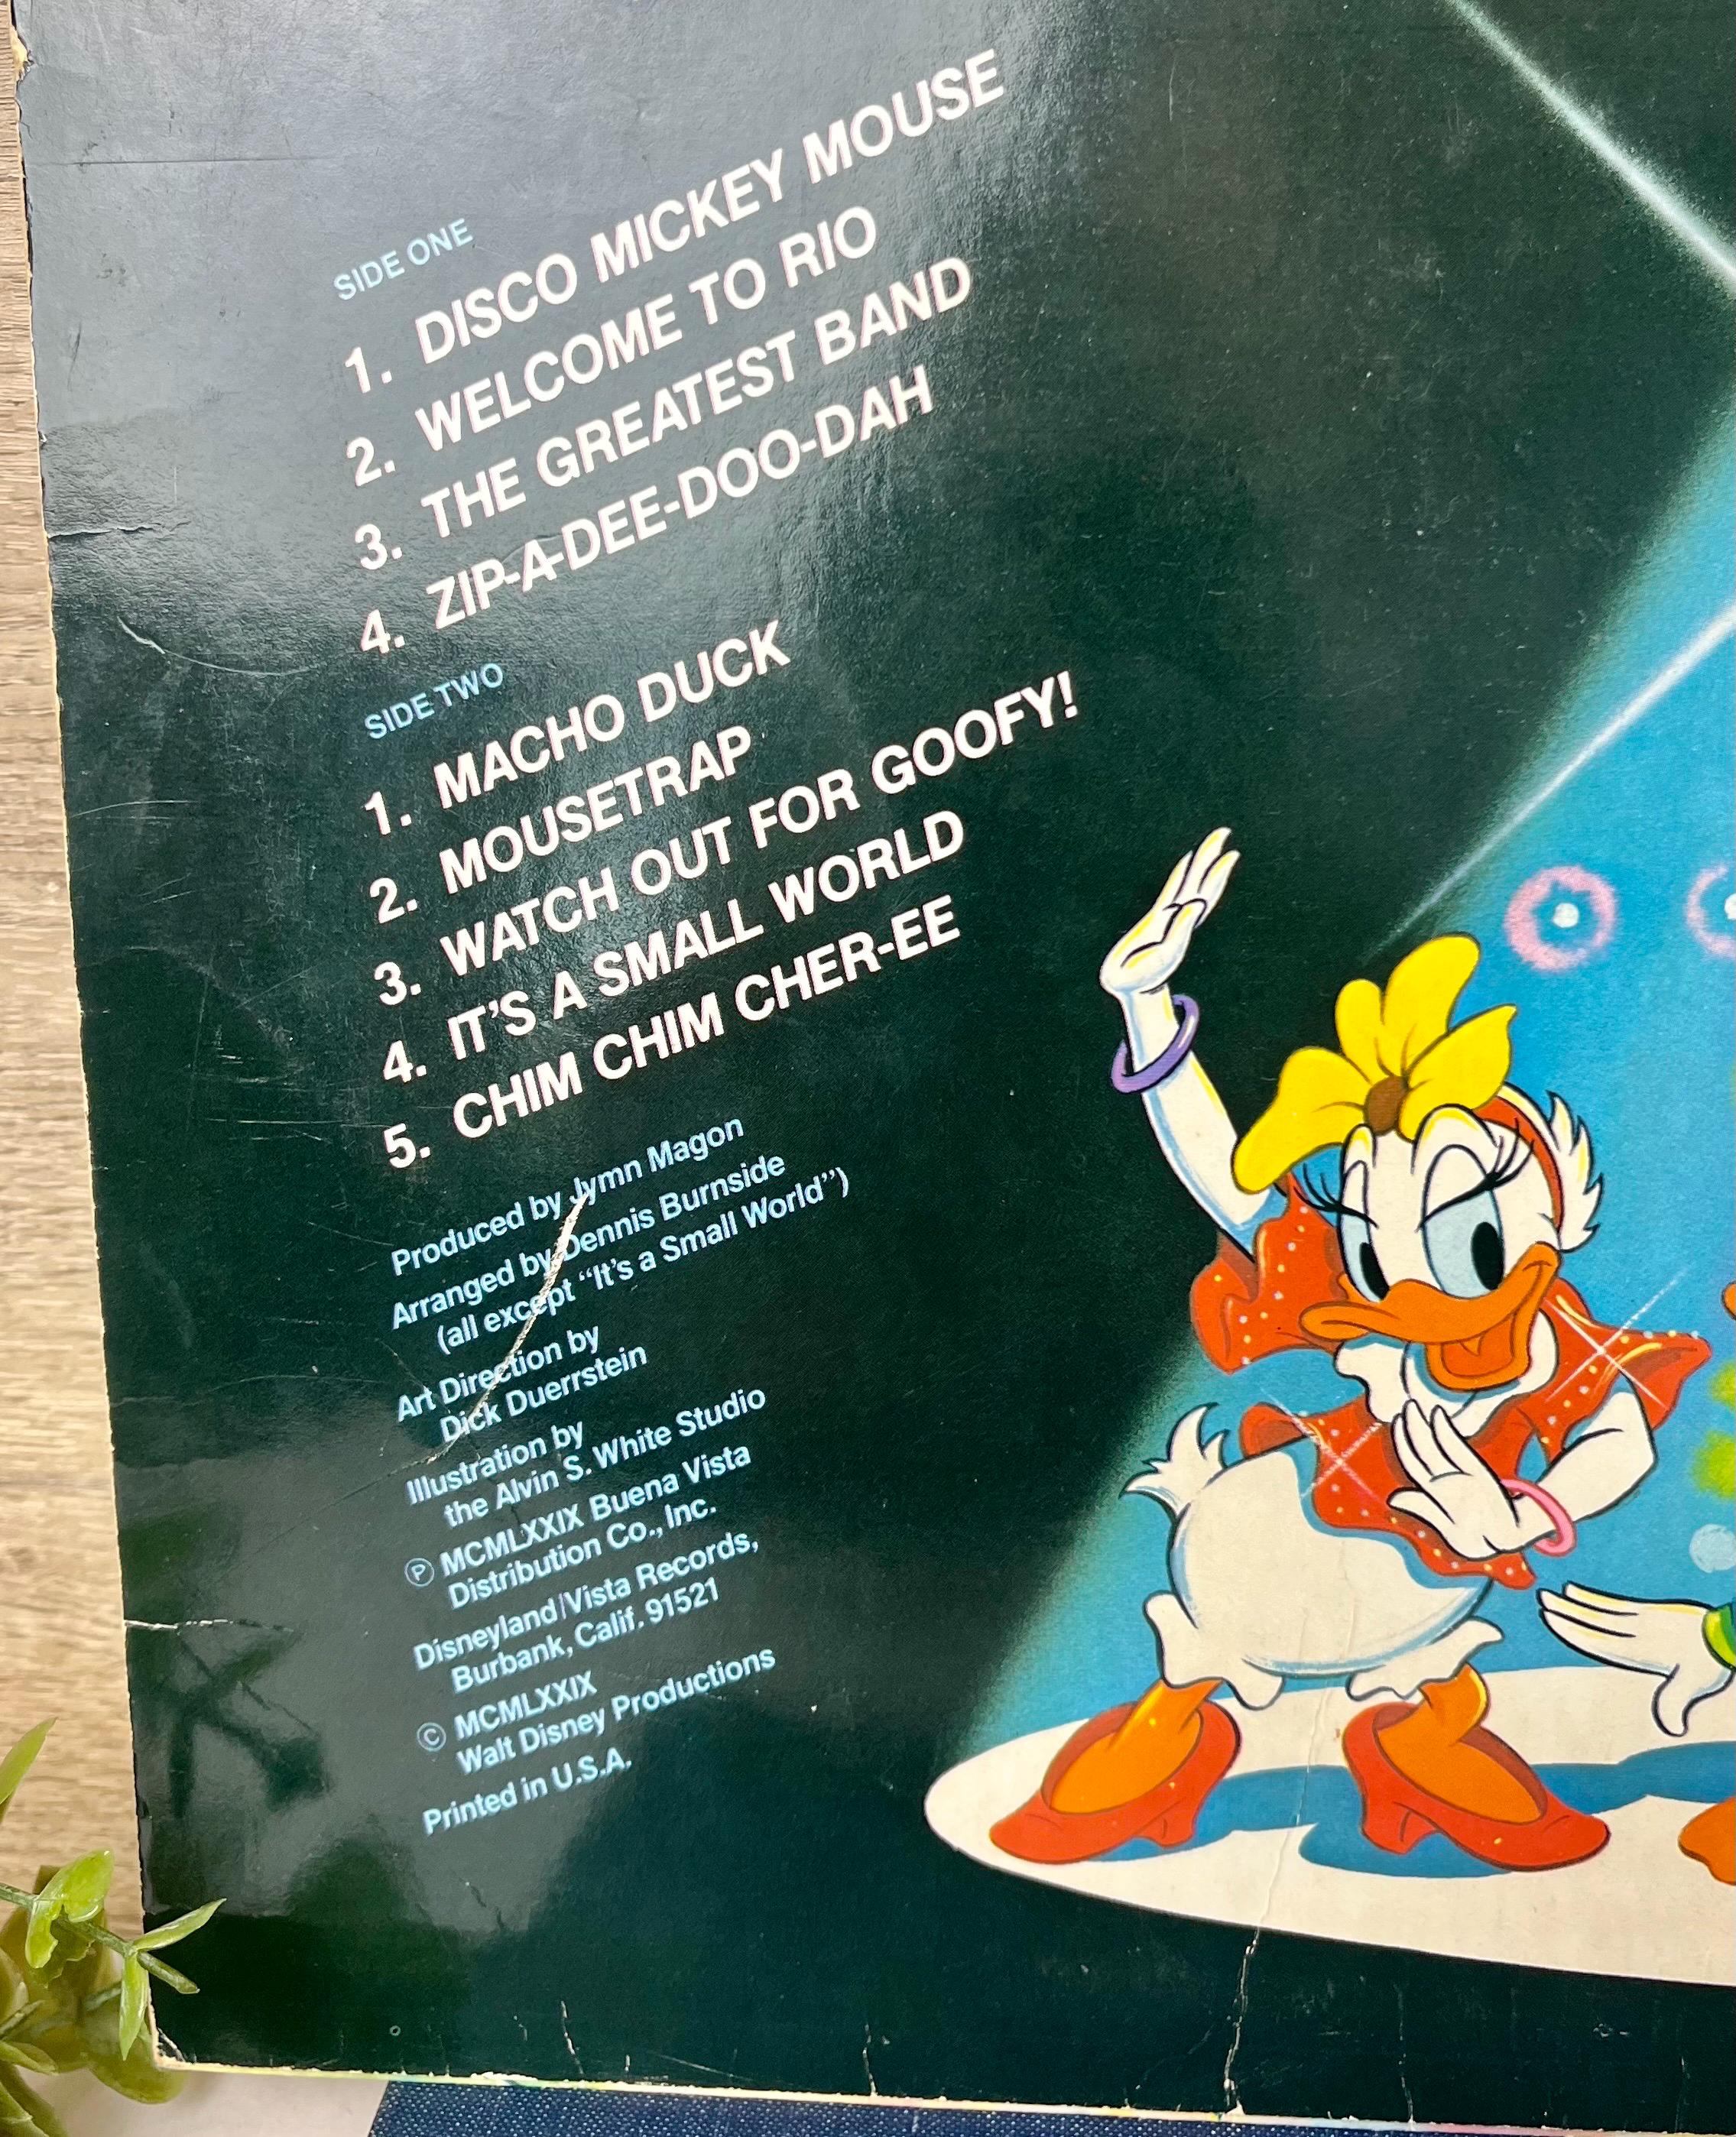 SIDE ONE
1. DISCO MICKEY MOUSE
2. WELCOME TO RIO
3. THE GREATEST BAND
4. ZIP-A-DEE-DOO-DAH
SIDE TWO
1. MACHO DUCK
2. MOUSETRAP
3. WATCH OUT FOR GOOFY!
4. IT'S A SMALL WORLD
5. CHIM CHIM CHER-EE
Produced by Jymn Magon
Arranged by Dennis Burnside
(all except "It's a Small World")
Art Direction by
Dick Duerrstein
Illustration by
the Alvin S. White Studio
℗ MCMLXXIX Buena Vista
Distribution Co., Inc.
Disneyland/Vista Records,
Burbank, Calif. 91521
© MCMLXXIX
Walt Disney Productions
Printed in U.S.A.